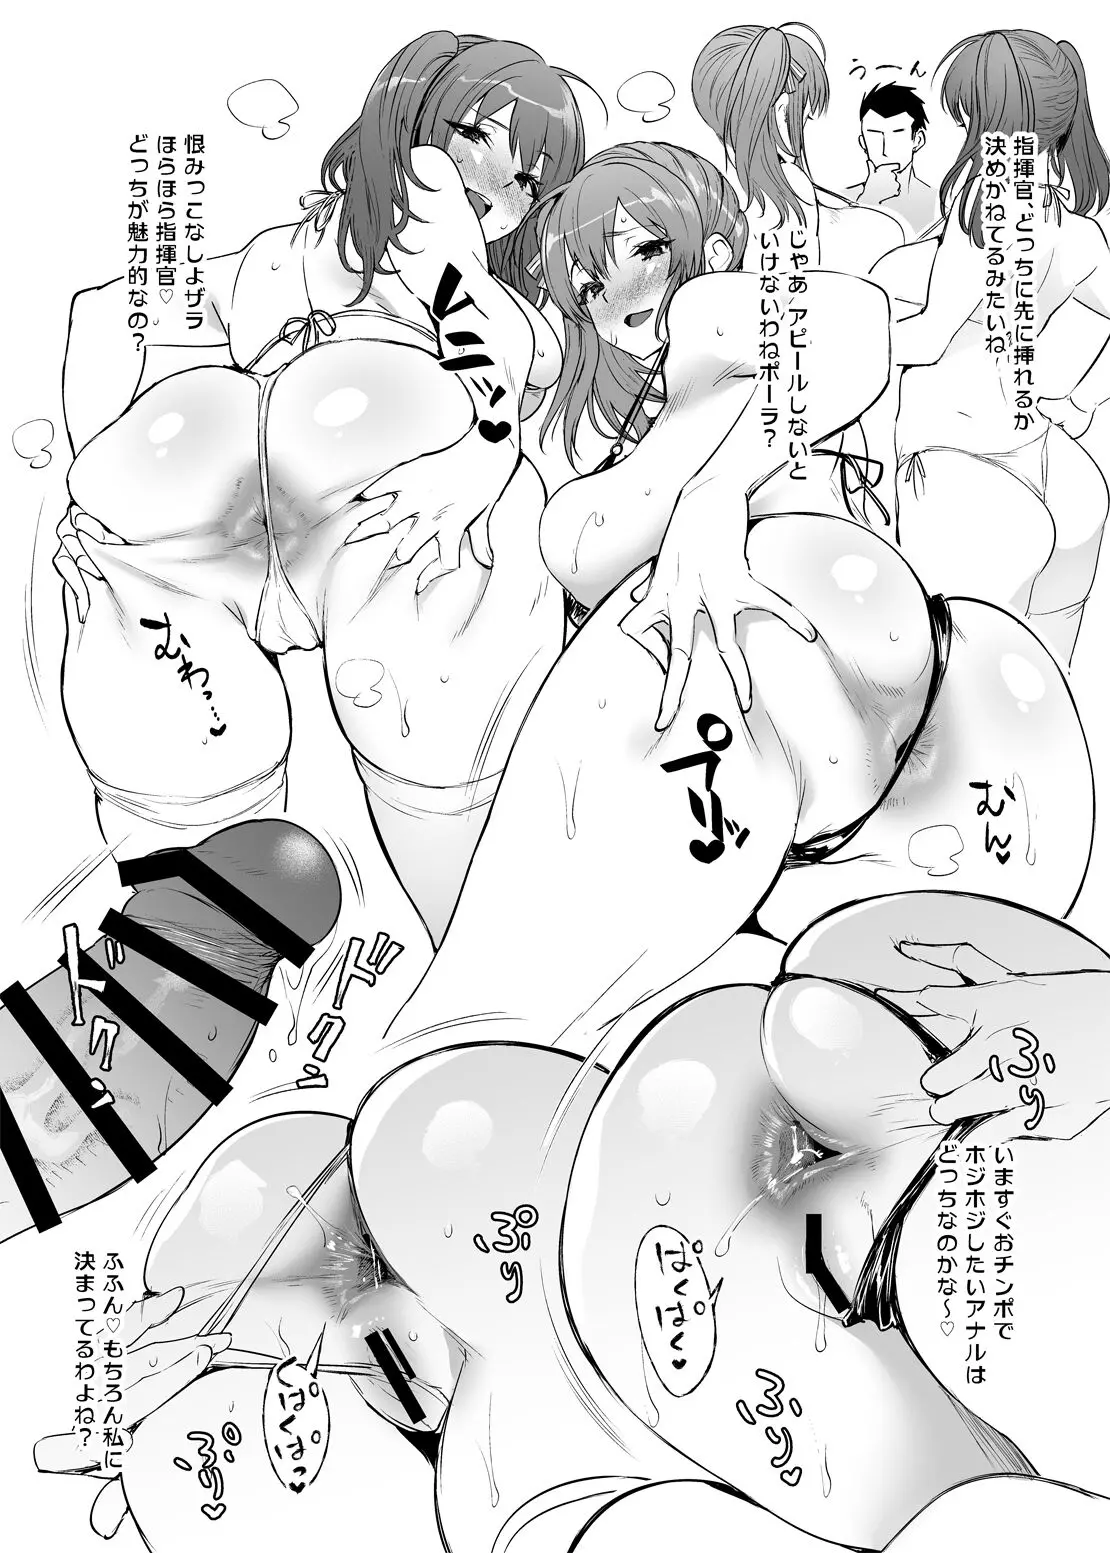 指揮官、どっちに先に挿れるか
決めかねてるみたいね
うーん
じゃあ アピールしないと
いけないわねポーラ？
恨みっこなしよザラ
ほらほら指揮官♡
どっちが魅力的なの？
ムニニッ♥
むわっ…♥
プリッ♥
むん♥
ドクン
ドクン
ぷり
いますぐおチンポで
ホジホジしたいアナルは
どっちなのかな～♡
ぱくぱく♥
ぷり
ぷり♥
ふふん♡もちろん私に
決まってるわよね？
くぱくぱっ
ぷり♥